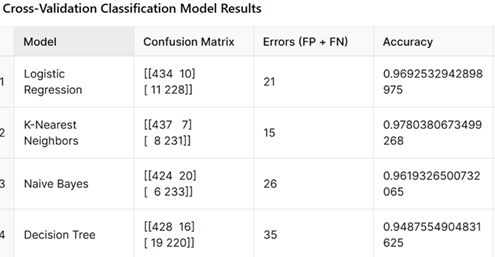 Cross-Validation Classification Model Results
Model Confusion Matrix Errors (FP + FN) Accuracy
1 Logistic Regression [[434 10] [ 11 228]] 21 0.9692532942898975
2 K-Nearest Neighbors [[437 7] [ 8 231]] 15 0.9780380673499268
3 Naive Bayes [[424 20] [ 6 233]] 26 0.9619326500732065
4 Decision Tree [[428 16] [ 19 220]] 35 0.9487554904831625